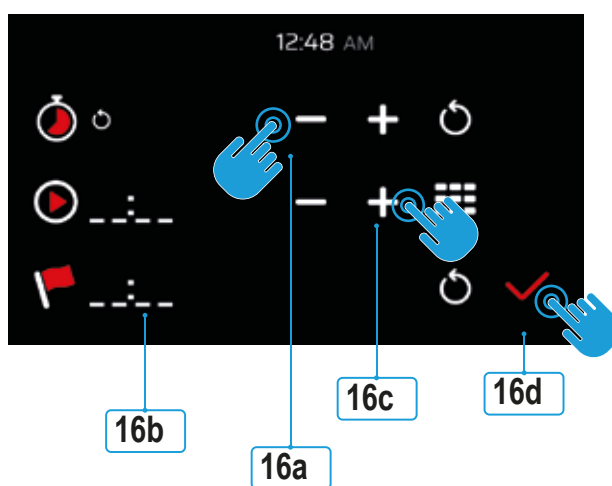 12:48 AM
− +
_ _:_ _ − +
_ _:_ _
16b
16a
16c
16d